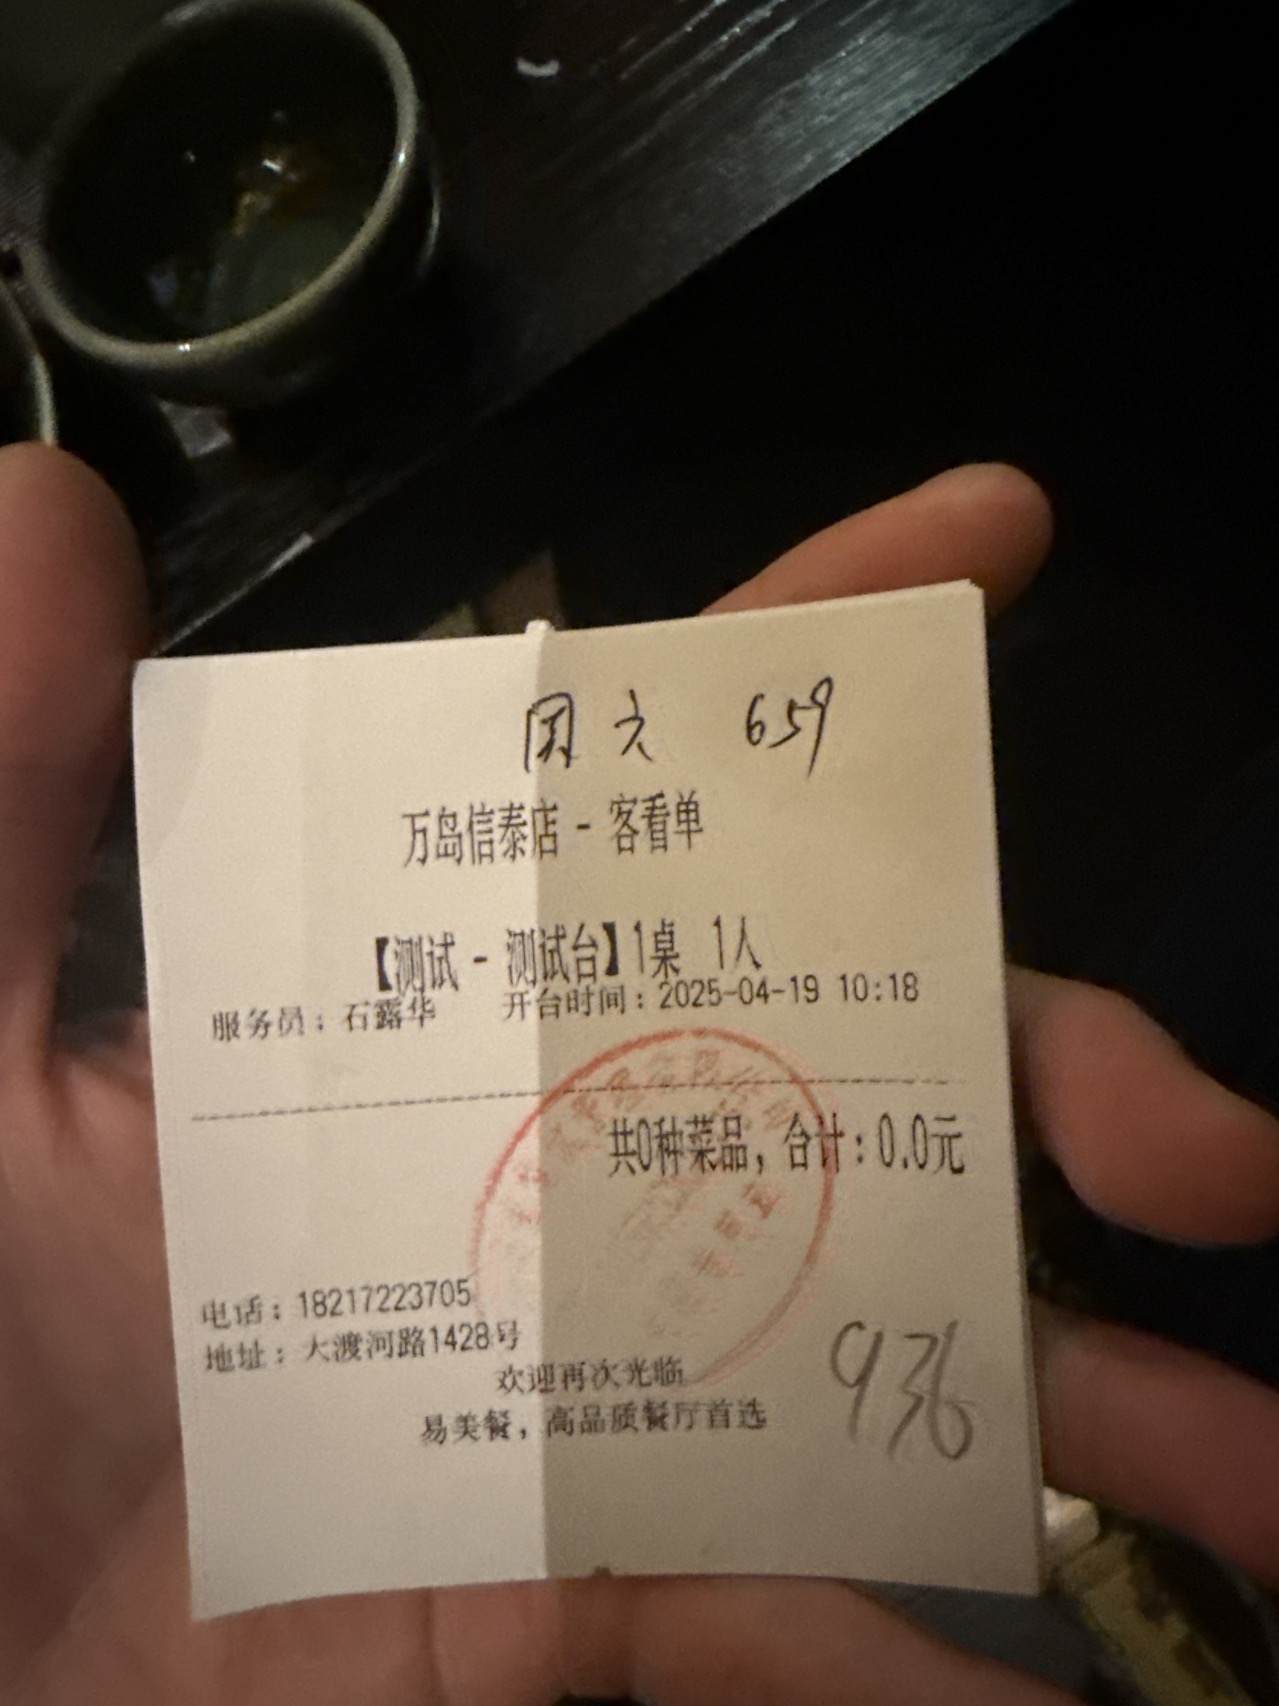 659
万岛信泰店 - 客看单
【测试 - 测试台】1桌 1人
服务员：石露华 开台时间：2025-04-19 10:18
共0种菜品，合计：0.0元
电话：18217223705
地址：大渡河路1428号
欢迎再次光临
易美餐，高品质餐厅首选
936